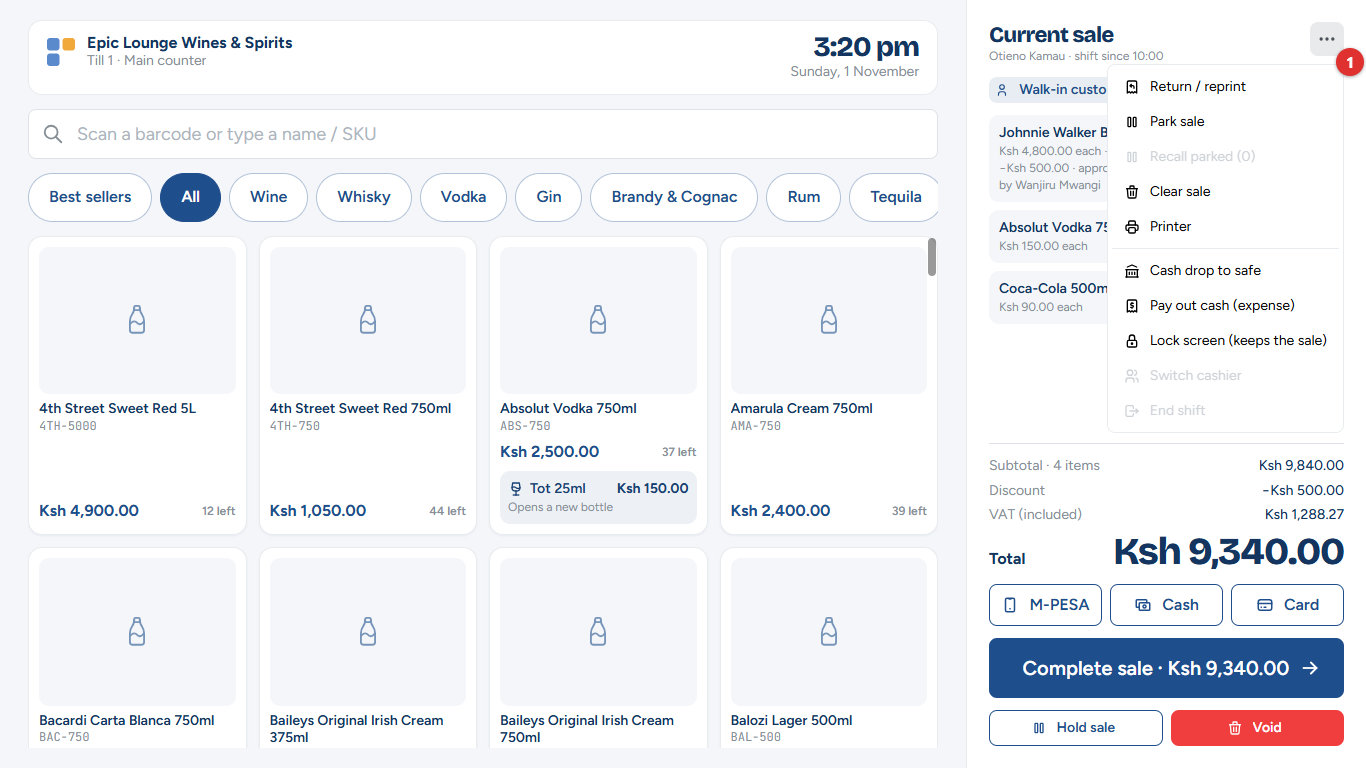 Epic Lounge Wines & Spirits
Till 1 · Main counter
3:20 pm
Sunday, 1 November
Scan a barcode or type a name / SKU
Best sellers
All
Wine
Whisky
Vodka
Gin
Brandy & Cognac
Rum
Tequila
4th Street Sweet Red 5L
4TH-5000
Ksh 4,900.00
12 left
4th Street Sweet Red 750ml
4TH-750
Ksh 1,050.00
44 left
Absolut Vodka 750ml
ABS-750
Ksh 2,500.00
37 left
Tot 25ml
Ksh 150.00
Opens a new bottle
Amarula Cream 750ml
AMA-750
Ksh 2,400.00
39 left
Bacardi Carta Blanca 750ml
BAC-750
Baileys Original Irish Cream
375ml
Baileys Original Irish Cream
750ml
Balozi Lager 500ml
BAL-500
Current sale
Otieno Kamau · shift since 10:00
1
Walk-in custo
Johnnie Walker B
Ksh 4,800.00 each ·
−Ksh 500.00 · appro
by Wanjiru Mwangi
Absolut Vodka 75
Ksh 150.00 each
Coca-Cola 500m
Ksh 90.00 each
Return / reprint
Park sale
Recall parked (0)
Clear sale
Printer
Cash drop to safe
Pay out cash (expense)
Lock screen (keeps the sale)
Switch cashier
End shift
Subtotal · 4 items
Ksh 9,840.00
Discount
−Ksh 500.00
VAT (included)
Ksh 1,288.27
Total
Ksh 9,340.00
M-PESA
Cash
Card
Complete sale · Ksh 9,340.00
Hold sale
Void